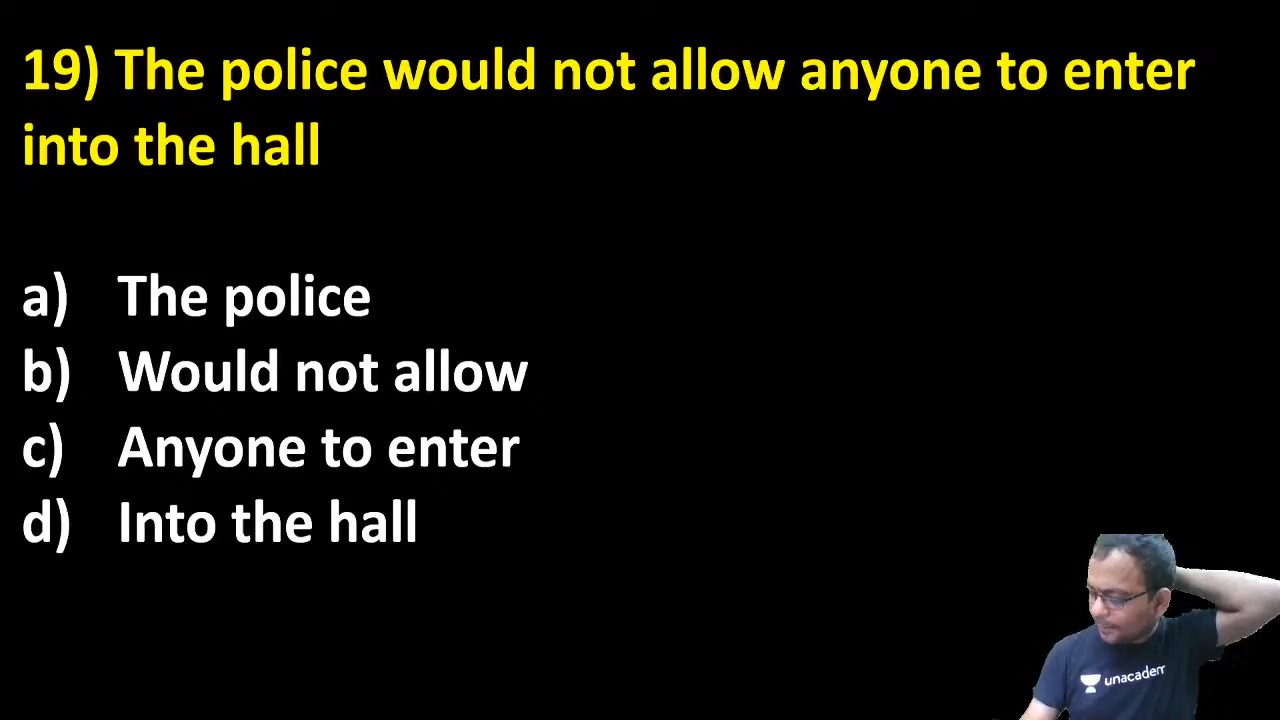 19) The police would not allow anyone to enter
into the hall
a) The police
b) Would not allow
c) Anyone to enter
d) Into the hall
unacadem